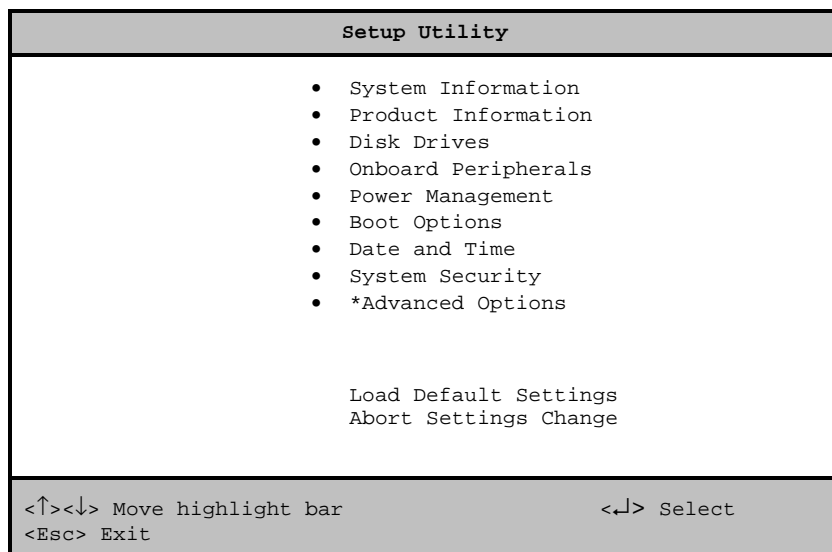 Setup Utility
• System Information
• Product Information
• Disk Drives
• Onboard Peripherals
• Power Management
• Boot Options
• Date and Time
• System Security
• *Advanced Options
Load Default Settings
Abort Settings Change
<↑><↓> Move highlight bar <↵> Select
<Esc> Exit